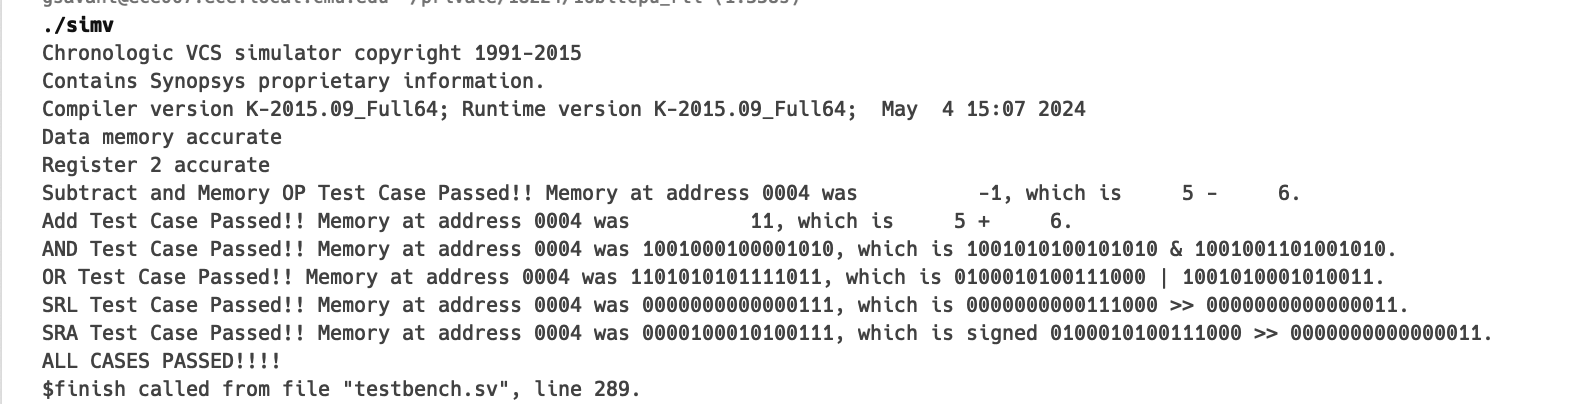 ./simv
Chronologic VCS simulator copyright 1991-2015
Contains Synopsys proprietary information.
Compiler version K-2015.09_Full64; Runtime version K-2015.09_Full64;  May  4 15:07 2024
Data memory accurate
Register 2 accurate
Subtract and Memory OP Test Case Passed!! Memory at address 0004 was          -1, which is     5 -     6.
Add Test Case Passed!! Memory at address 0004 was          11, which is     5 +     6.
AND Test Case Passed!! Memory at address 0004 was 1001000100001010, which is 1001010100101010 & 1001001101001010.
OR Test Case Passed!! Memory at address 0004 was 1101010101111011, which is 0100010100111000 | 1001010001010011.
SRL Test Case Passed!! Memory at address 0004 was 0000000000000111, which is 0000000000111000 >> 0000000000000011.
SRA Test Case Passed!! Memory at address 0004 was 0000100010100111, which is signed 0100010100111000 >> 0000000000000011.
ALL CASES PASSED!!!!
$finish called from file "testbench.sv", line 289.